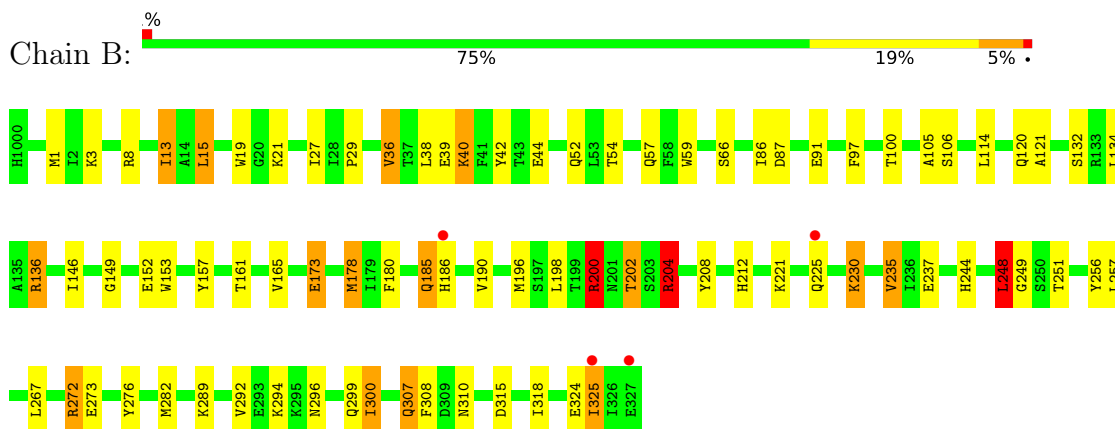 %
Chain B:
75% 19% 5% •
H1000 M1 I2 K3 R8 I13 A14 L15 W19 G20 K21 I27 I28 P29 V36 T37 L38 E39 K40 F41 Y42 T43 E44 Q52 L53 T54 Q57 F58 W59 S66 I86 D87 E91 F97 T100 A105 S106 L114 Q120 A121 S132 R133 L134
A135 R136 I146 G149 E152 W153 Y157 T161 V165 E173 M178 I179 F180 Q185 H186 V190 M196 S197 L198 T199 R200 N201 T202 S203 R204 Y208 H212 K221 Q225 K230 V235 I236 E237 H244 L248 G249 S250 T251 Y256 L257
L267 R272 E273 Y276 M282 K289 V292 E293 K294 K295 N296 Q299 I300 Q307 F308 D309 N310 D315 I318 E324 I325 I326 E327